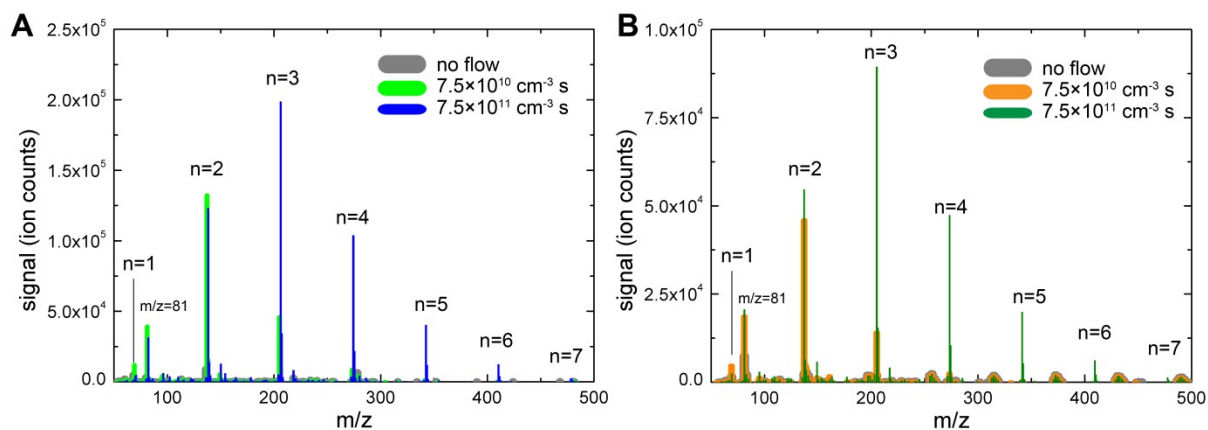 A
signal (ion counts)
2.5x10⁵
2.0x10⁵
1.5x10⁵
1.0x10⁵
5.0x10⁴
0.0
no flow
7.5×10¹⁰ cm⁻³ s
7.5×10¹¹ cm⁻³ s
n=1
m/z=81
n=2
n=3
n=4
n=5
n=6
n=7
100 200 300 400 500
m/z
B
signal (ion counts)
1.0x10⁵
7.5x10⁴
5.0x10⁴
2.5x10⁴
0.0
no flow
7.5×10¹⁰ cm⁻³ s
7.5×10¹¹ cm⁻³ s
n=1
m/z=81
n=2
n=3
n=4
n=5
n=6
n=7
100 200 300 400 500
m/z